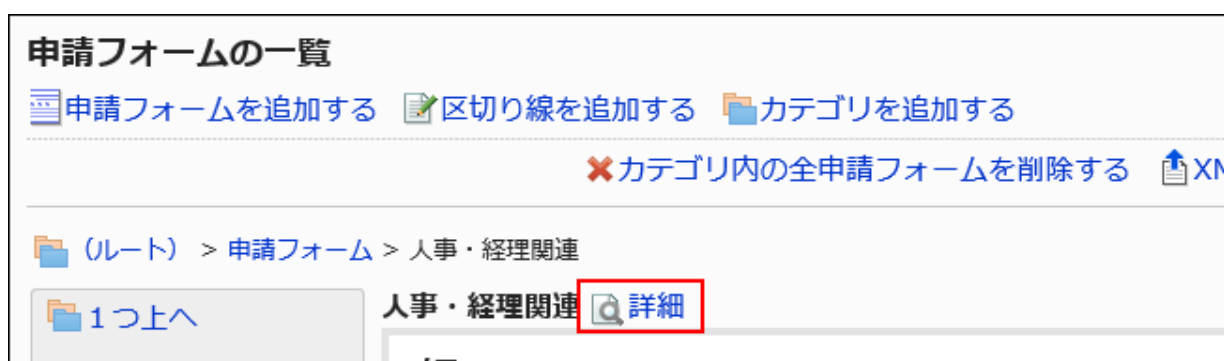 申請フォームの一覧
申請フォームを追加する 区切り線を追加する カテゴリを追加する
カテゴリ内の全申請フォームを削除する
(ルート) > 申請フォーム > 人事・経理関連
人事・経理関連 詳細
1つ上へ